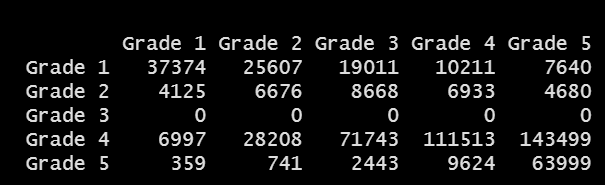 Grade 1 Grade 2 Grade 3 Grade 4 Grade 5
Grade 1 37374 25607 19011 10211 7640
Grade 2 4125 6676 8668 6933 4680
Grade 3 0 0 0 0 0
Grade 4 6997 28208 71743 111513 143499
Grade 5 359 741 2443 9624 63999